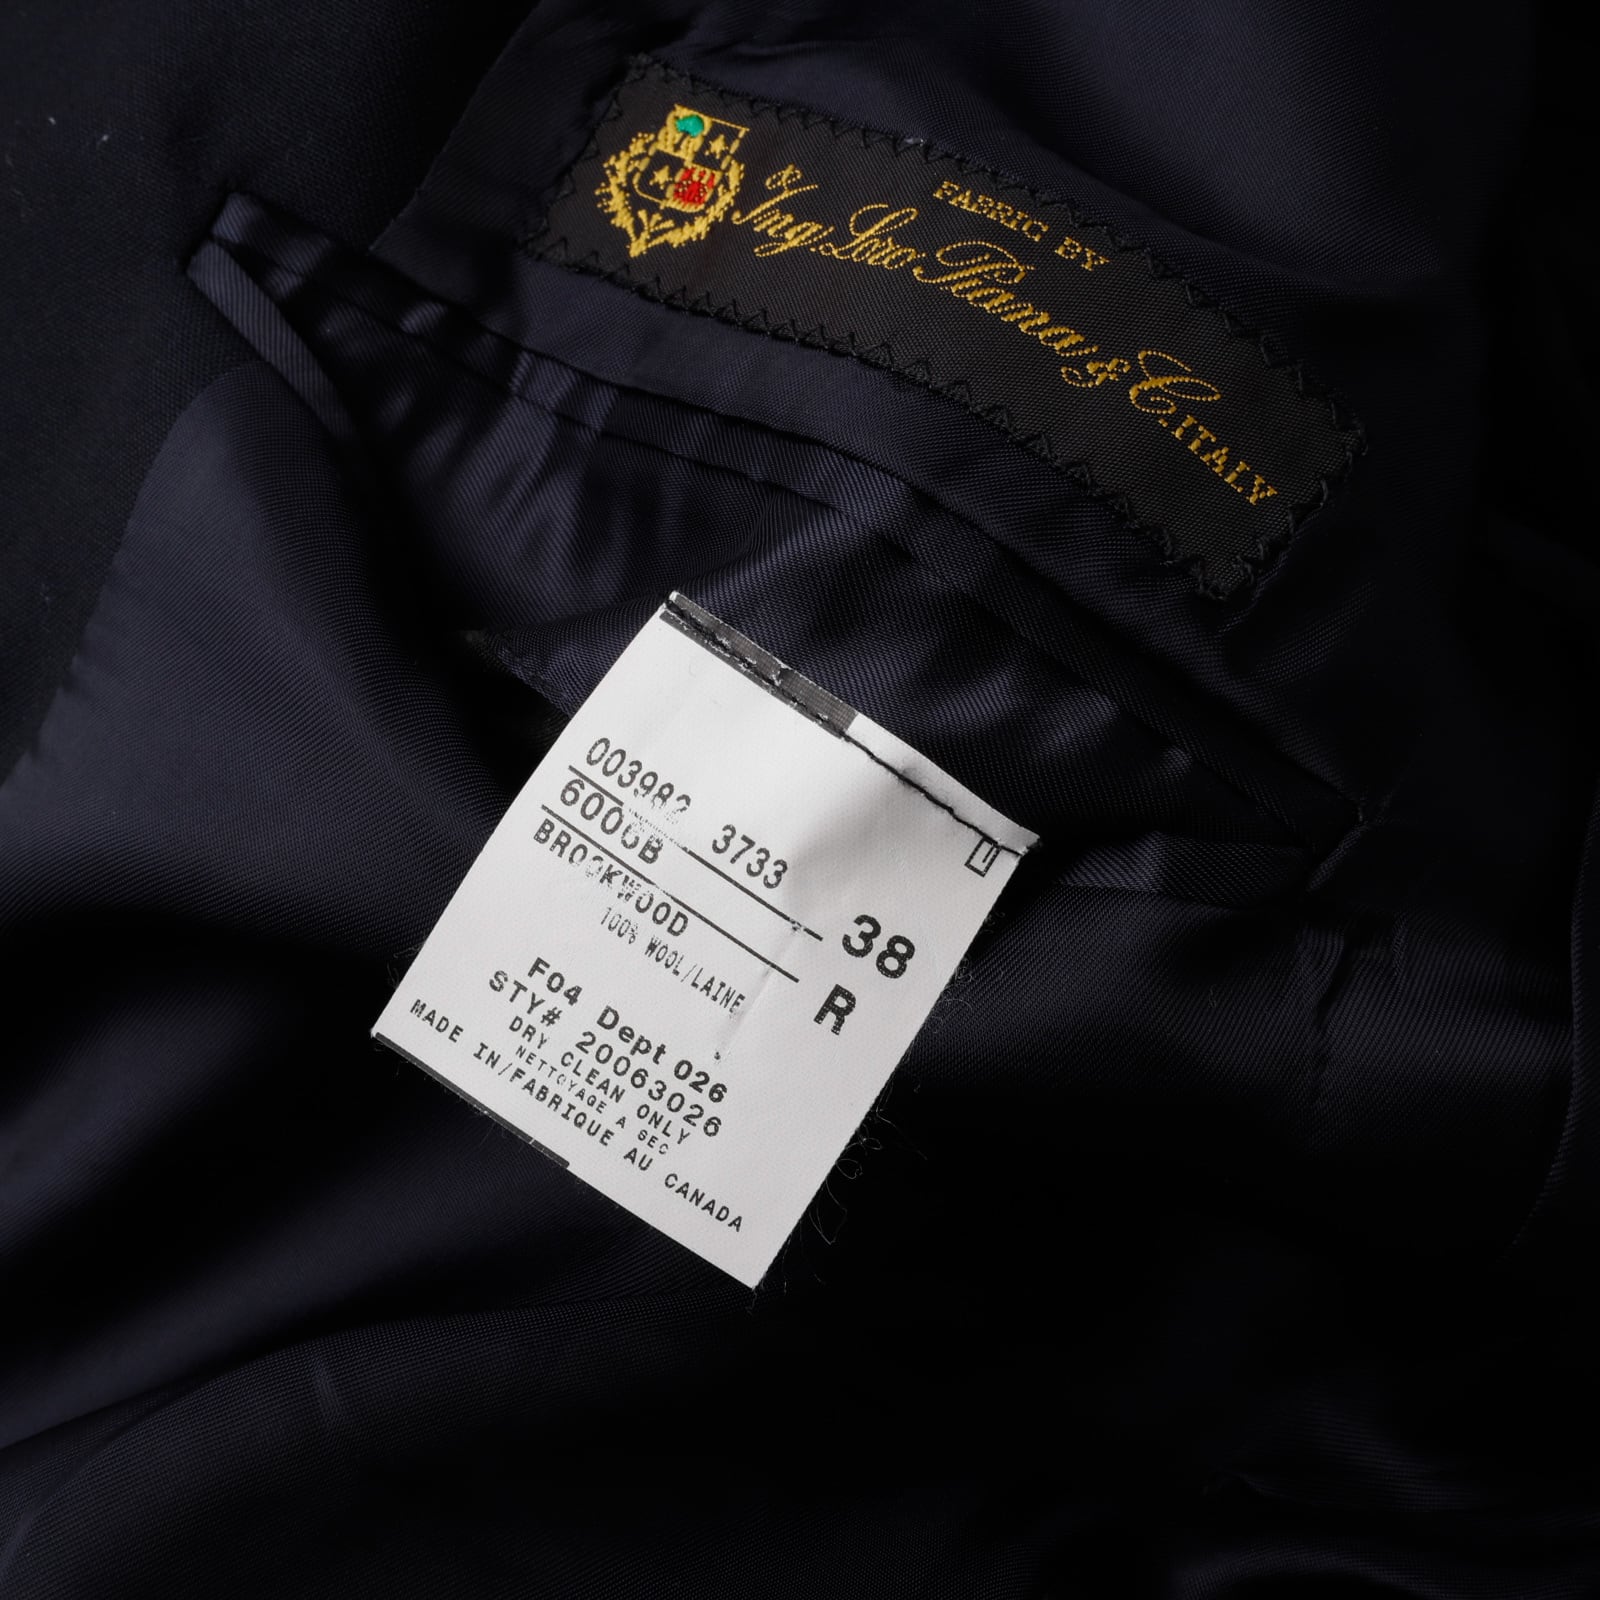 FABRIC BY
Ing. Loro Piana & C. ITALY
003982 3733
BROOKWOOD
100% WOOL/LAINE
38
R
F04 Dept 026
STY# 20063026
DRY CLEAN ONLY
NETTOYAGE A SEC
MADE IN/FABRIQUE AU CANADA